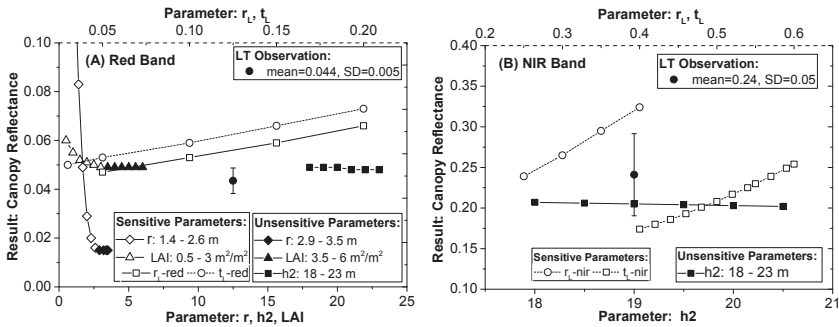 Parameter: r_L, t_L
0.05 0.10 0.15 0.20
(A) Red Band
LT Observation:
mean=0.044, SD=0.005
Result: Canopy Reflectance
0.10
0.08
0.06
0.04
0.02
0.00
Sensitive Parameters:
r: 1.4 - 2.6 m
LAI: 0.5 - 3 m²/m²
r_L-red t_L-red
Unsensitive Parameters:
r: 2.9 - 3.5 m
LAI: 3.5 - 6 m²/m²
h2: 18 - 23 m
0 5 10 15 20 25
Parameter: r, h2, LAI
Parameter: r_L, t_L
0.3 0.4 0.5 0.6
(B) NIR Band
LT Observation:
mean=0.24, SD=0.05
Result: Canopy Reflectance
0.40
0.35
0.30
0.25
0.20
0.15
0.10
Sensitive Parameters:
r_L-nir t_L-nir
Unsensitive Parameters:
h2: 18 - 23 m
18 19 20 21
Parameter: h2